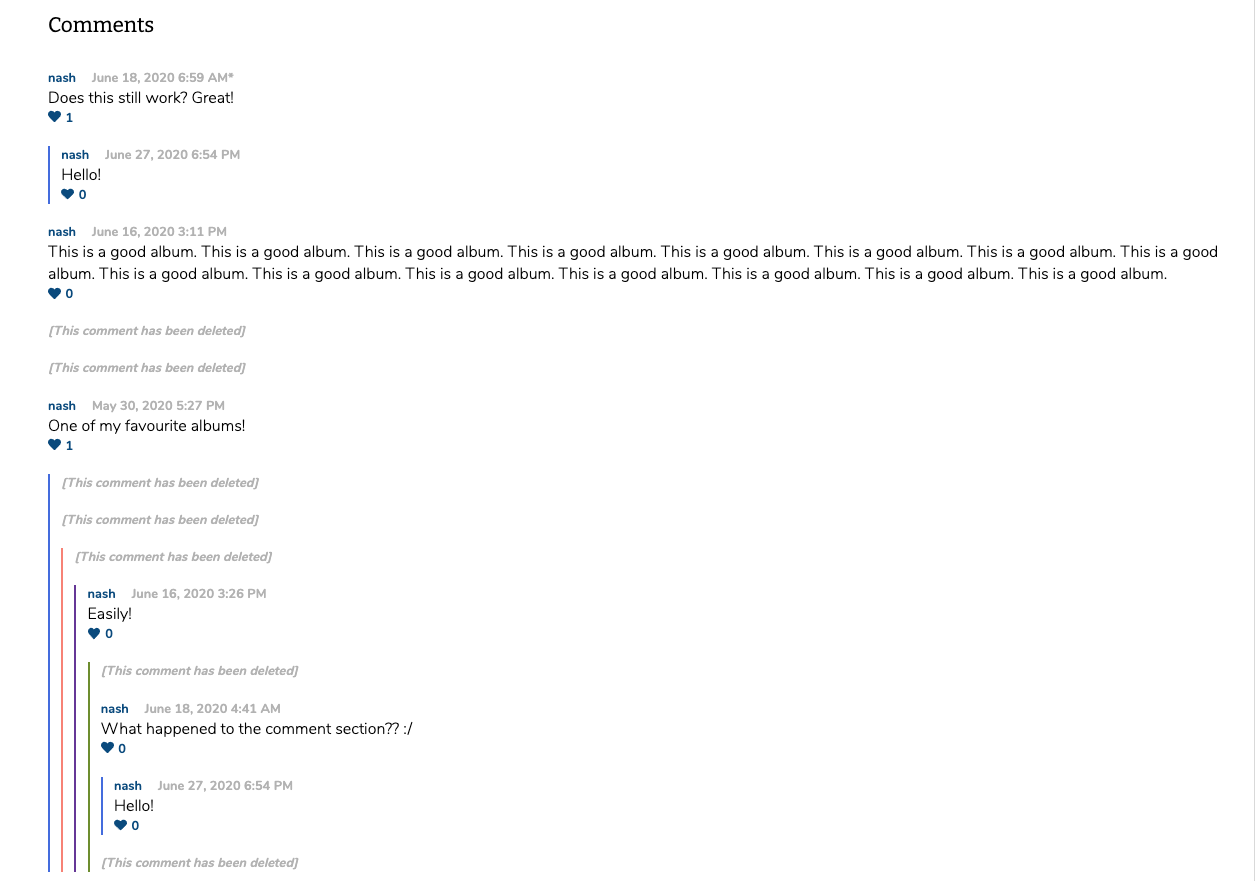 Comments
nash June 18, 2020 6:59 AM*
Does this still work? Great!
1
nash June 27, 2020 6:54 PM
Hello!
0
nash June 16, 2020 3:11 PM
This is a good album. This is a good album. This is a good album. This is a good album. This is a good album. This is a good album. This is a good album. This is a good
album. This is a good album. This is a good album. This is a good album. This is a good album. This is a good album. This is a good album. This is a good album.
0
[This comment has been deleted]
[This comment has been deleted]
nash May 30, 2020 5:27 PM
One of my favourite albums!
1
[This comment has been deleted]
[This comment has been deleted]
[This comment has been deleted]
nash June 16, 2020 3:26 PM
Easily!
0
[This comment has been deleted]
nash June 18, 2020 4:41 AM
What happened to the comment section?? :/
0
nash June 27, 2020 6:54 PM
Hello!
0
[This comment has been deleted]